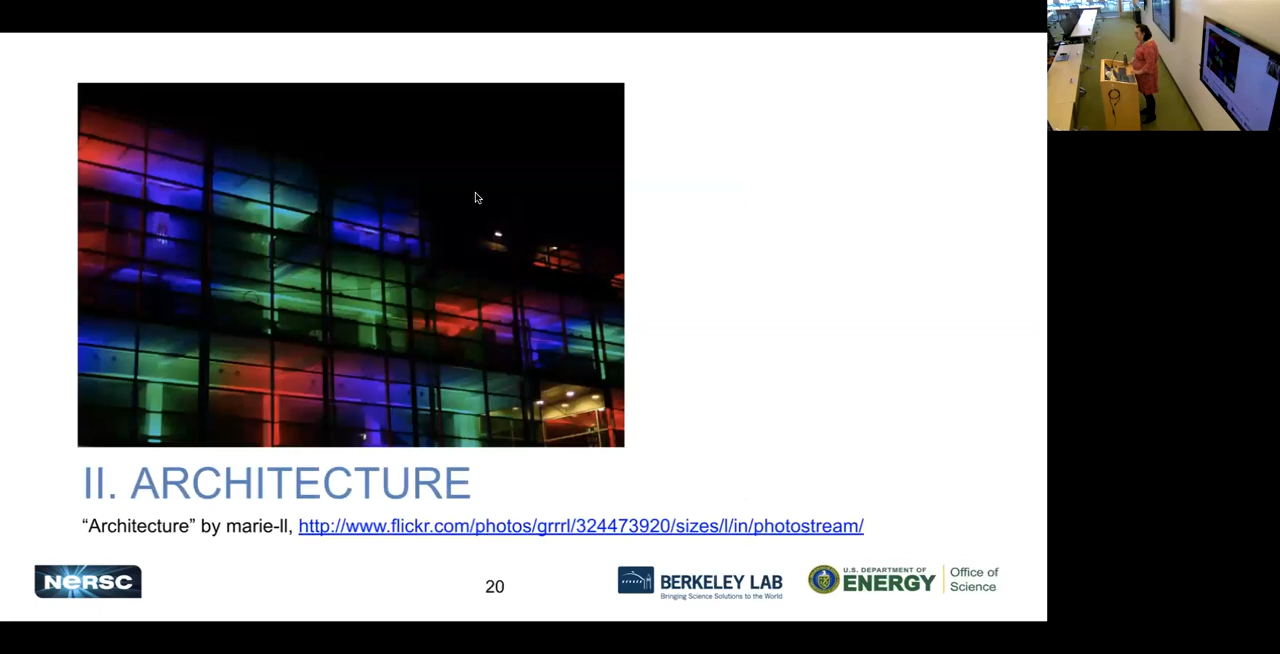 II. ARCHITECTURE
“Architecture” by marie-ll, http://www.flickr.com/photos/grrrl/324473920/sizes/l/in/photostream/
NERSC
20
BERKELEY LAB
Bringing Science Solutions to the World
U.S. DEPARTMENT OF
ENERGY
Office of
Science